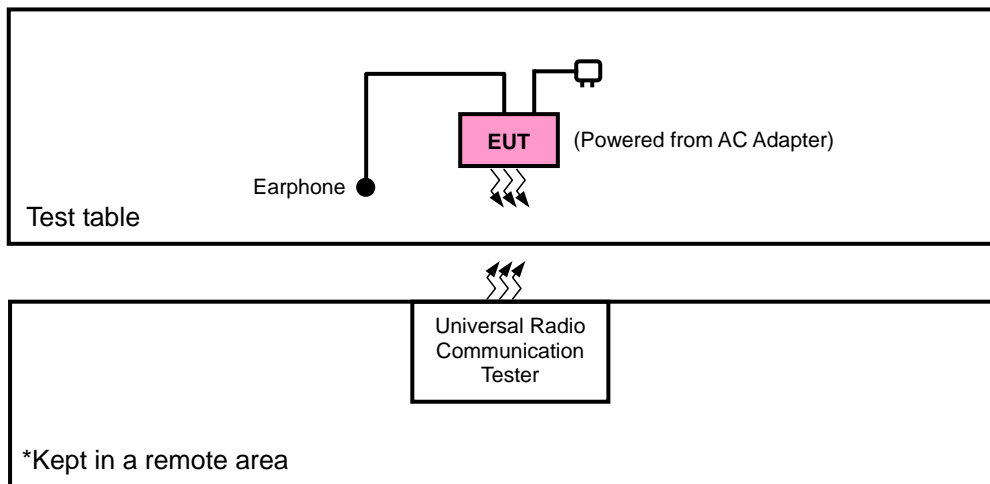 EUT
(Powered from AC Adapter)
Earphone
Test table
Universal Radio
Communication
Tester
*Kept in a remote area